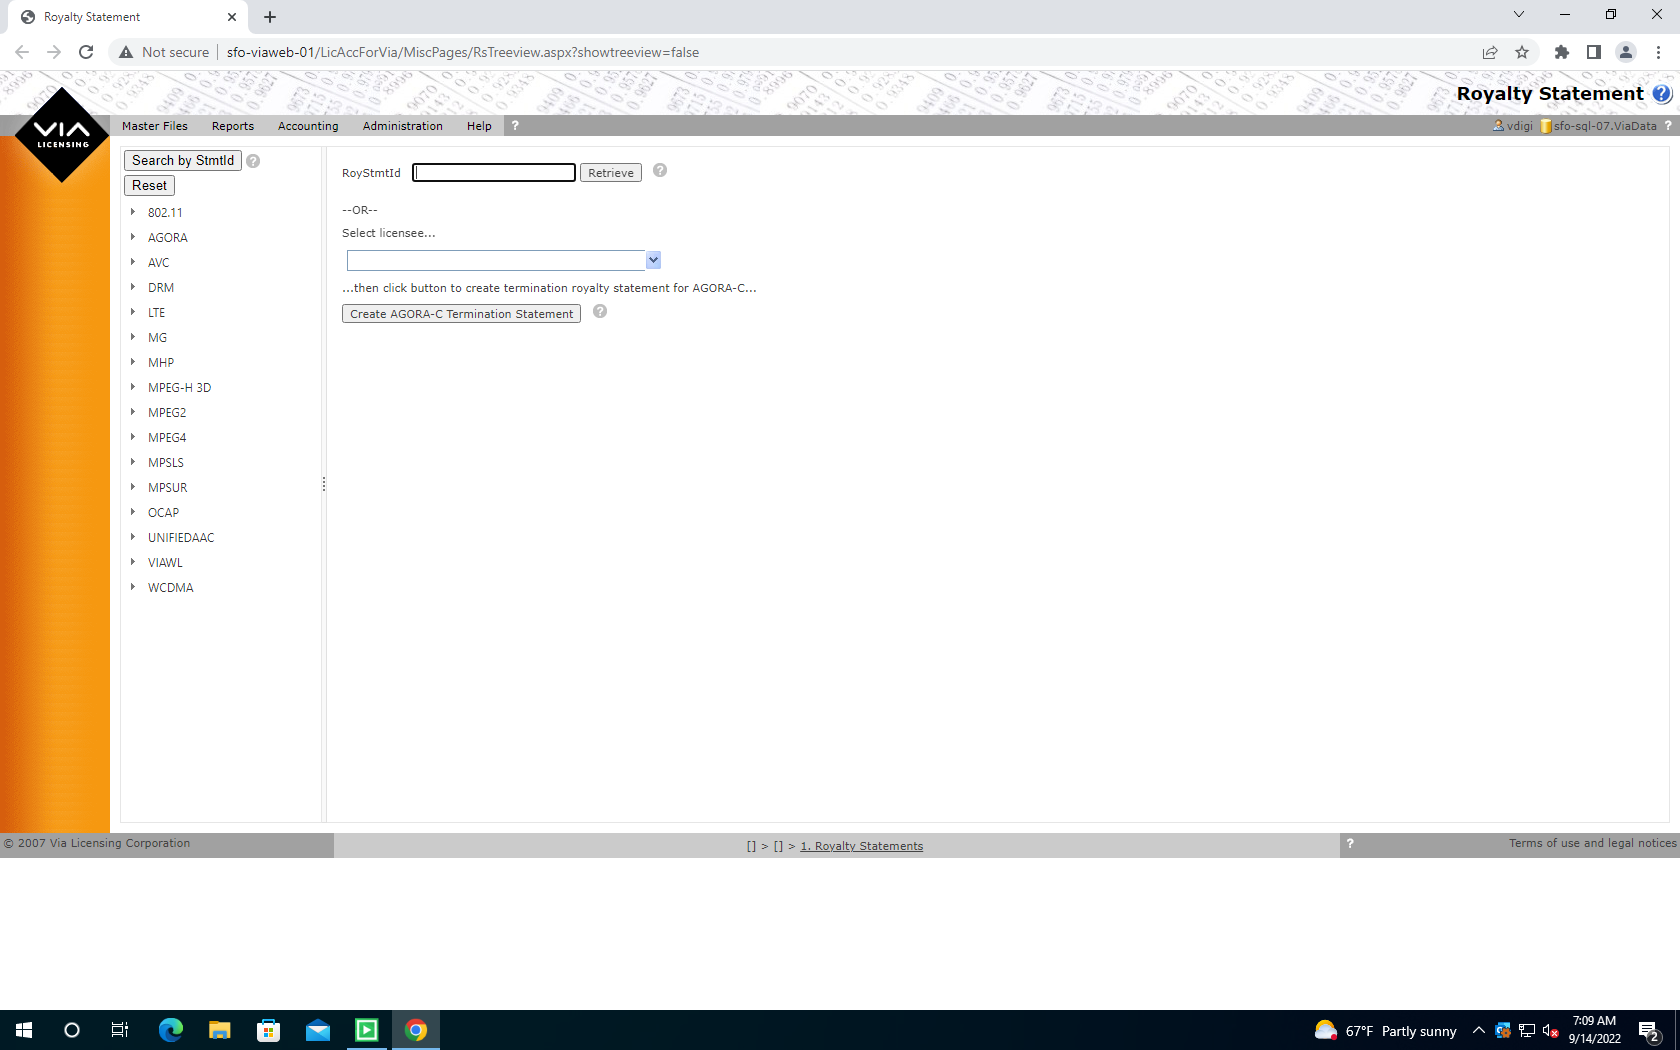 Royalty Statement
Not secure
sfo-viaweb-01/LicAccForVia/MiscPages/RsTreeview.aspx?showtreeview=false
Royalty Statement ?
VIA
LICENSING
Master Files Reports Accounting Administration Help ?
vdigi sfo-sql-07.ViaData ?
Search by StmtId ?
Reset
802.11
AGORA
AVC
DRM
LTE
MG
MHP
MPEG-H 3D
MPEG2
MPEG4
MPSLS
MPSUR
OCAP
UNIFIEDAAC
VIAWL
WCDMA
RoyStmtId Retrieve ?
--OR--
Select licensee...
...then click button to create termination royalty statement for AGORA-C...
Create AGORA-C Termination Statement ?
© 2007 Via Licensing Corporation
[] > [] > 1. Royalty Statements
? Terms of use and legal notices
67°F Partly sunny
7:09 AM
9/14/2022
2